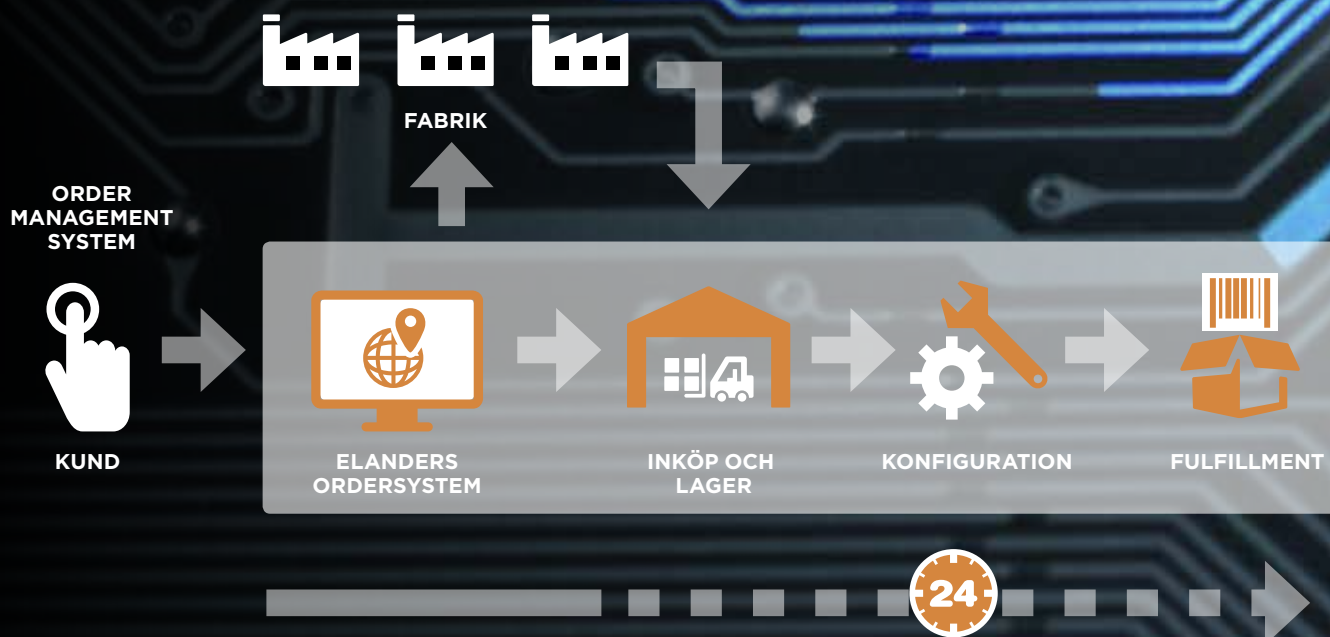 FABRIK
ORDER
MANAGEMENT
SYSTEM
KUND
ELANDERS
ORDERSYSTEM
INKÖP OCH
LAGER
KONFIGURATION
FULFILLMENT
24